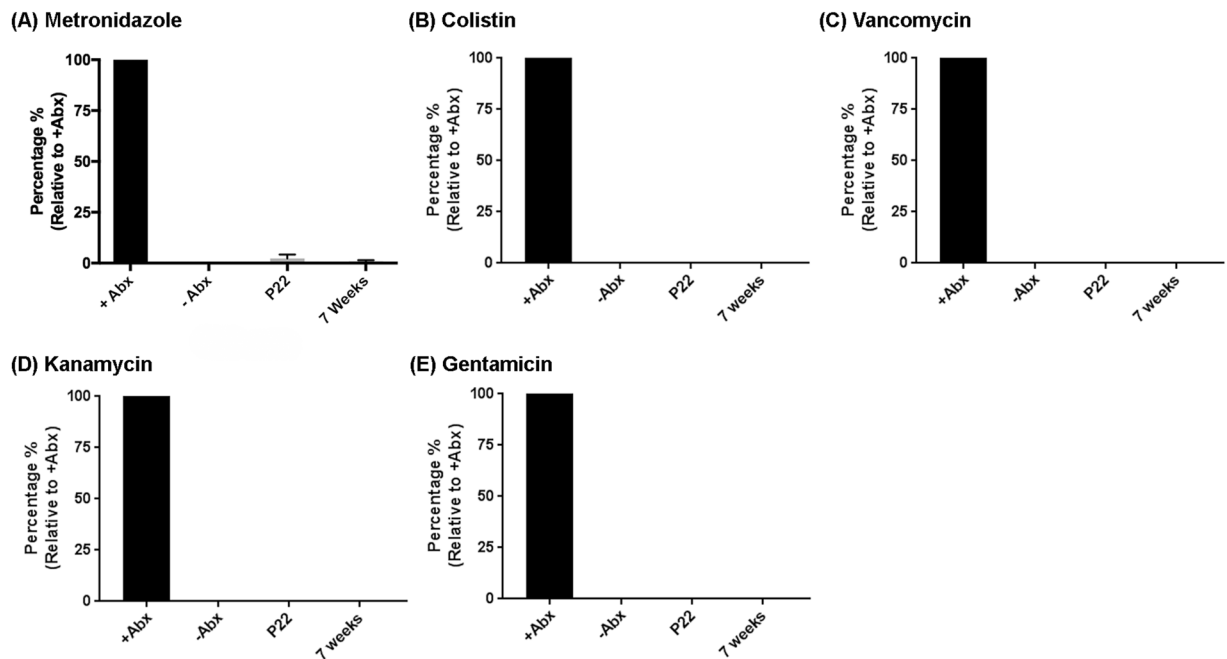 (A) Metronidazole
Percentage %
(Relative to +Abx)
100
75
50
25
0
+ Abx
- Abx
P22
7 Weeks
(B) Colistin
Percentage %
(Relative to +Abx)
100
75
50
25
0
+Abx
-Abx
P22
7 weeks
(C) Vancomycin
Percentage %
(Relative to +Abx)
100
75
50
25
0
+Abx
-Abx
P22
7 weeks
(D) Kanamycin
Percentage %
(Relative to +Abx)
100
75
50
25
0
+Abx
-Abx
P22
7 weeks
(E) Gentamicin
Percentage %
(Relative to +Abx)
100
75
50
25
0
+Abx
-Abx
P22
7 weeks